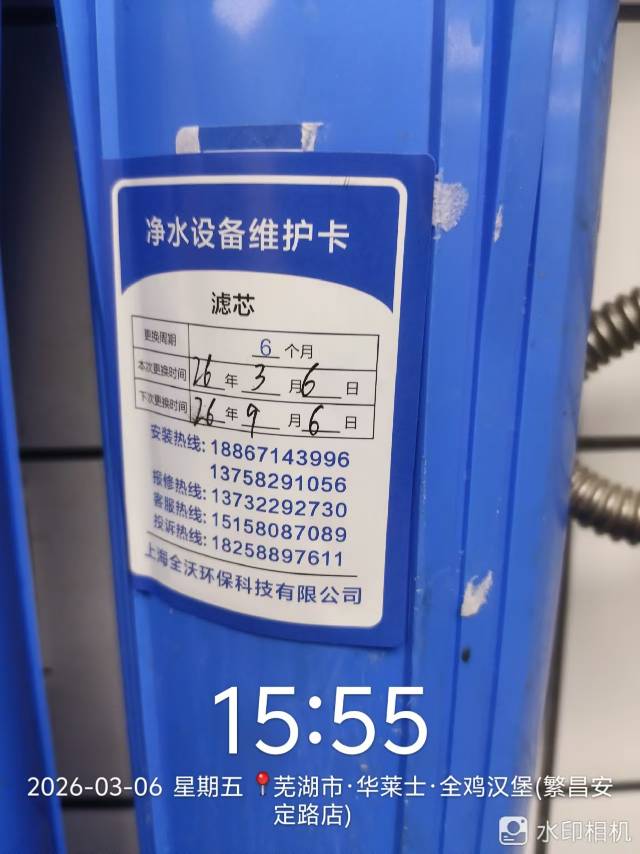 净水设备维护卡
滤芯
更换周期 6 个月
本次更换时间 26 年 3 月 6 日
下次更换时间 26 年 9 月 6 日
安装热线: 18867143996
13758291056
报修热线: 13732292730
客服热线: 15158087089
投诉热线: 18258897611
上海全沃环保科技有限公司
15:55
2026-03-06 星期五 芜湖市·华莱士·全鸡汉堡(繁昌安
定路店)
水印相机